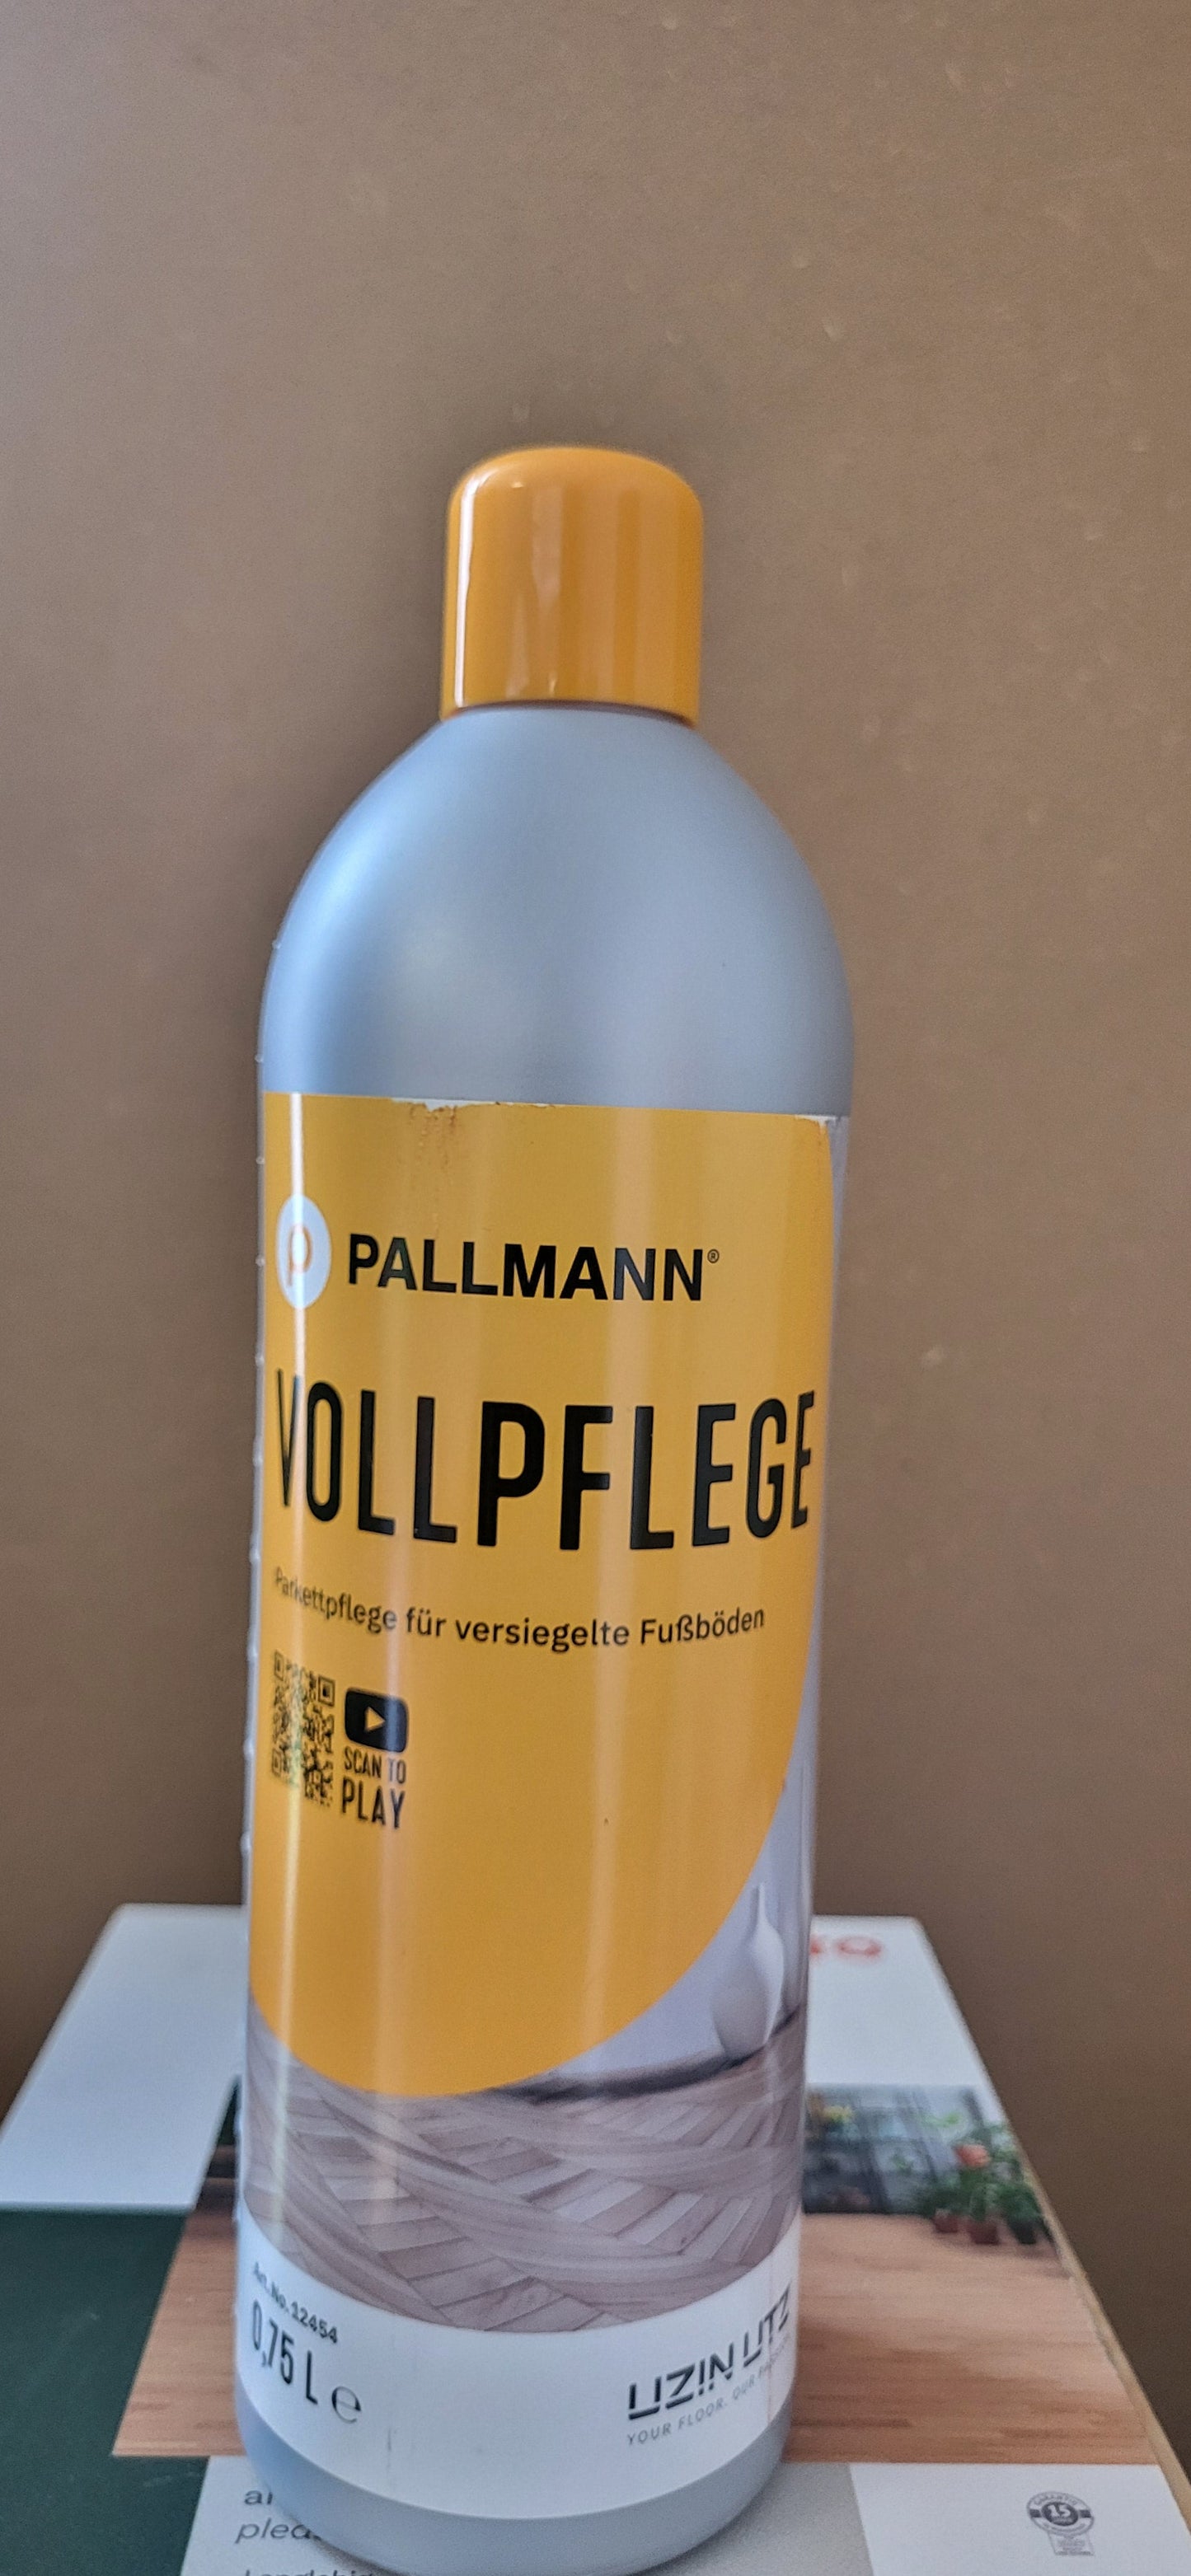 p PALLMANN®
VOLLPFLEGE
Parkettpflege für versiegelte Fußböden
SCAN TO
PLAY
Art. No. 12454
0,75 L e
UZIN UTZ
YOUR FLOOR. OUR
15